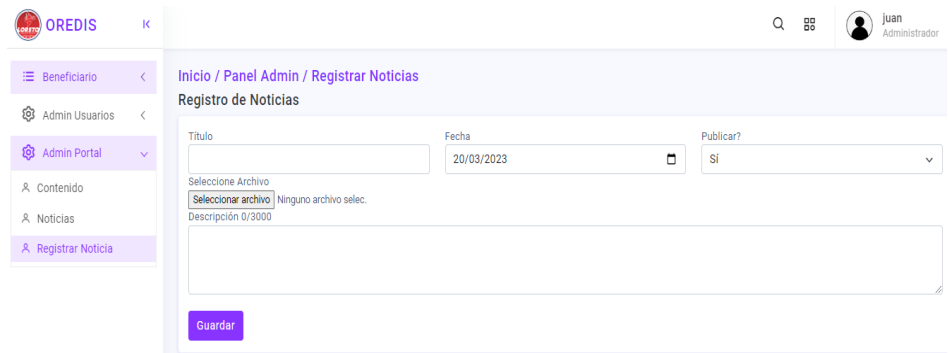 LORETO
OREDIS
juan
Administrador
Beneficiario
Admin Usuarios
Admin Portal
Contenido
Noticias
Registrar Noticia
Inicio / Panel Admin / Registrar Noticias
Registro de Noticias
Título
Fecha
Publicar?
20/03/2023
Sí
Seleccione Archivo
Seleccionar archivo Ninguno archivo selec.
Descripción 0/3000
Guardar